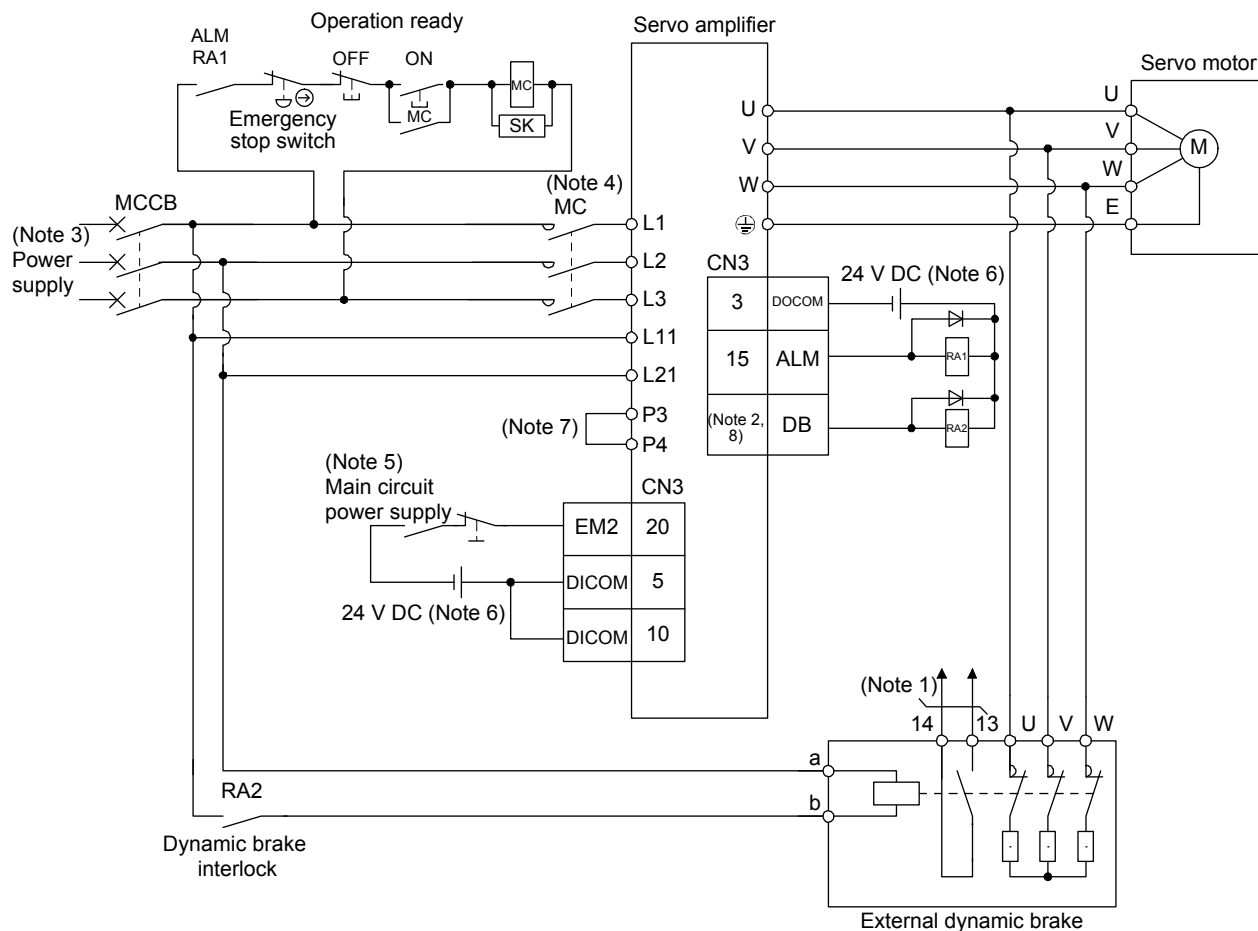 Operation ready
Servo amplifier
ALM
RA1
OFF
ON
MC
MC
SK
Emergency
stop switch
Servo motor
U
V
W
U
V
W
E
M
(Note 4)
MC
MCCB
(Note 3)
Power
supply
L1
L2
L3
L11
L21
P3
P4
(Note 7)
CN3
24 V DC (Note 6)
3 DOCOM
15 ALM
RA1
(Note 2,
8) DB
RA2
(Note 5)
Main circuit
power supply
CN3
EM2 20
DICOM 5
24 V DC (Note 6)
DICOM 10
(Note 1)
14 13 U V W
a
b
RA2
Dynamic brake
interlock
External dynamic brake